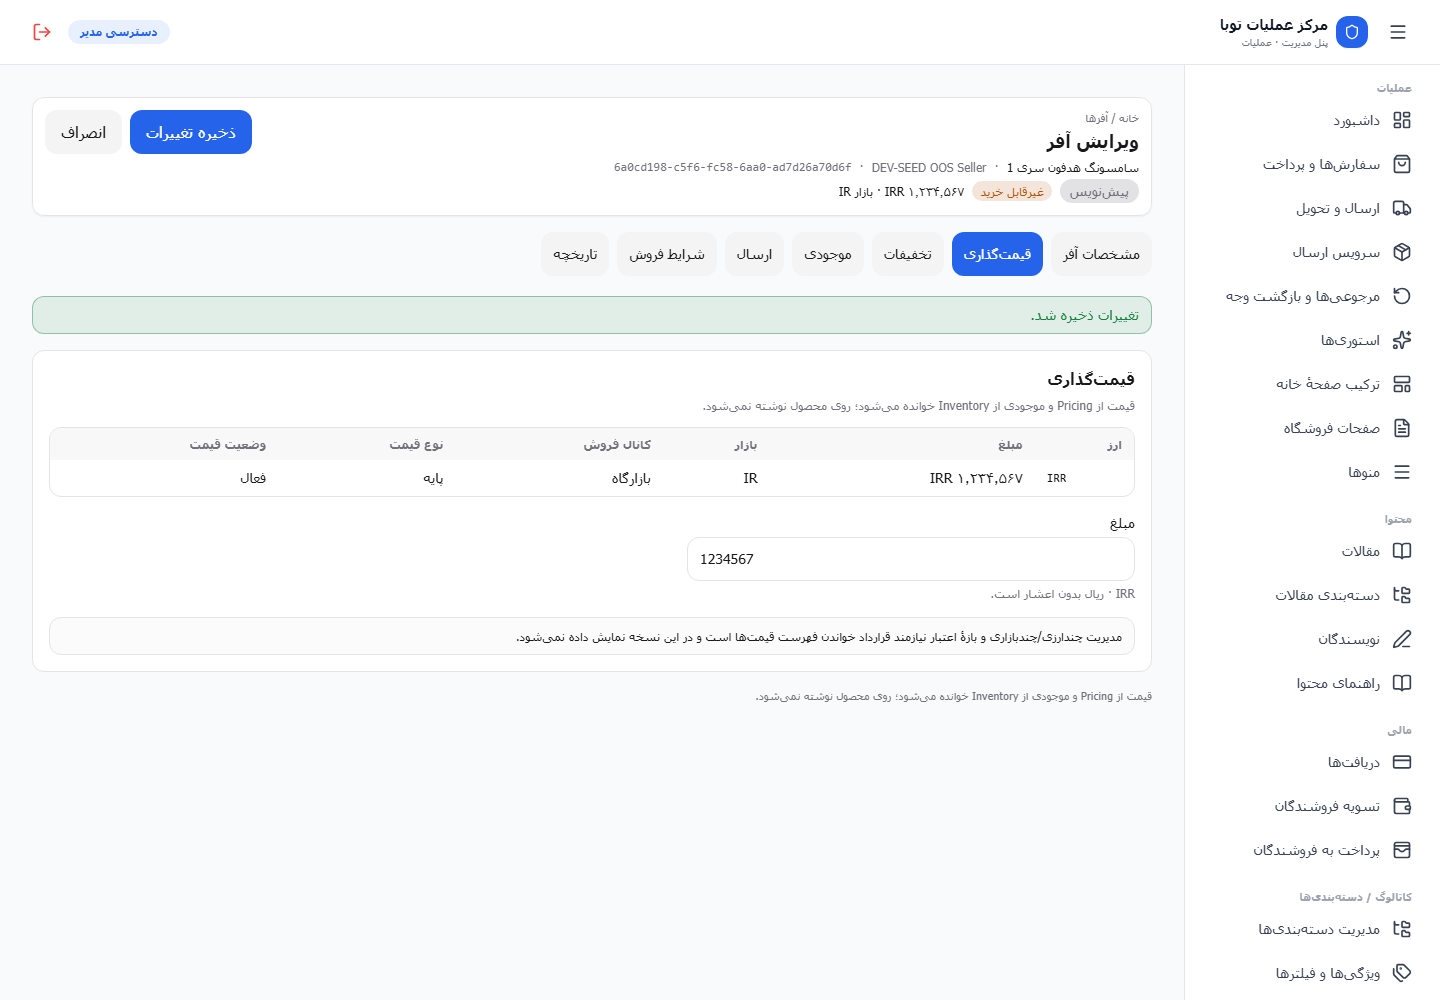 مرکز عملیات نوبا
پنل مدیریت · عملیات
دسترسی مدیر
عملیات
داشبورد
سفارش‌ها و پرداخت
ارسال و تحویل
سرویس ارسال
مرجوعی‌ها و بازگشت وجه
استوری‌ها
ترکیب صفحهٔ خانه
صفحات فروشگاه
منوها
محتوا
مقالات
دسته‌بندی مقالات
نویسندگان
راهنمای محتوا
مالی
دریافت‌ها
تسویه فروشندگان
پرداخت به فروشندگان
کاتالوگ / دسته‌بندی‌ها
مدیریت دسته‌بندی‌ها
ویژگی‌ها و فیلترها
خانه / آفرها
ویرایش آفر
سامسونگ هدفون سری 1 · DEV-SEED OOS Seller · 6a0cd198-c5f6-fc58-6aa0-ad7d26a70d6f
پیش‌نویس غیرقابل خرید IRR ۱,۲۳۴,۵۶۷ · بازار IR
ذخیره تغییرات
انصراف
مشخصات آفر
قیمت‌گذاری
تخفیفات
موجودی
ارسال
شرایط فروش
تاریخچه
تغییرات ذخیره شد.
قیمت‌گذاری
قیمت از Pricing و موجودی از Inventory خوانده می‌شود؛ روی محصول نوشته نمی‌شود.
ارز مبلغ بازار کانال فروش نوع قیمت وضعیت قیمت
IRR IRR ۱,۲۳۴,۵۶۷ IR بازارگاه پایه فعال
مبلغ
1234567
IRR · ریال بدون اعشار است.
مدیریت چندارزی/چندبازاری و بازهٔ اعتبار نیازمند قرارداد خواندن فهرست قیمت‌ها است و در این نسخه نمایش داده نمی‌شود.
قیمت از Pricing و موجودی از Inventory خوانده می‌شود؛ روی محصول نوشته نمی‌شود.